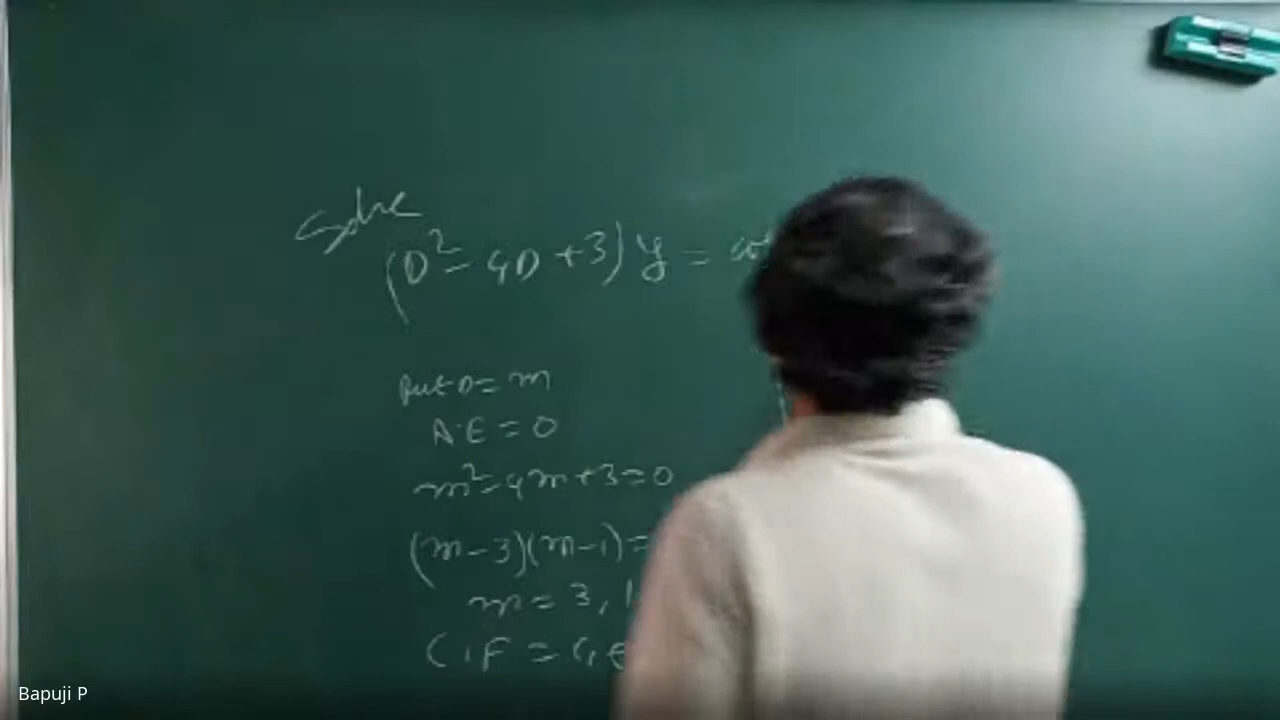 Solve
(D²-4D+3)y =
Put D = m
A.E = 0
m²-4m+3=0
(m-3)(m-1)=
m = 3, 1
C.F = C₁e
Bapuji P